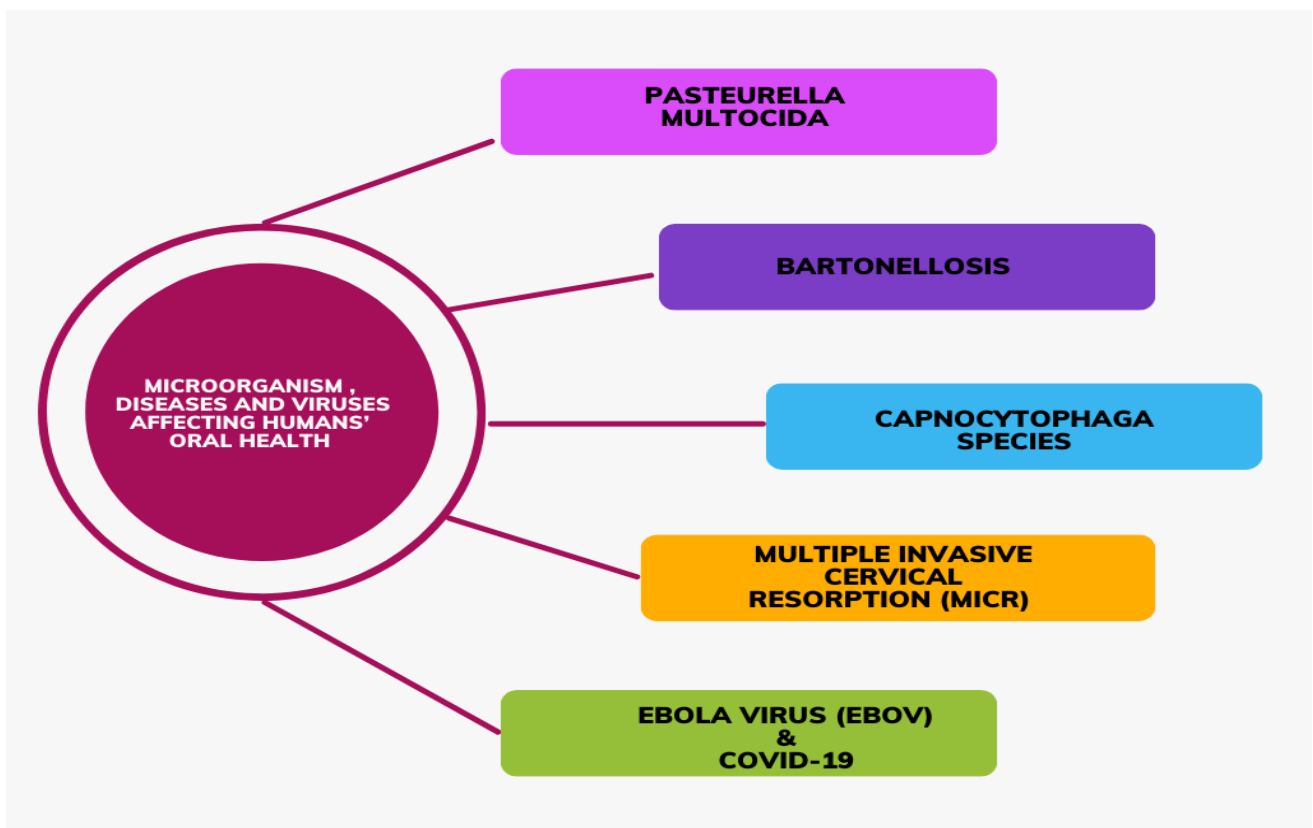 PASTEURELLA
MULTOCIDA
BARTONELLOSIS
MICROORGANISM ,
DISEASES AND VIRUSES
AFFECTING HUMANS’
ORAL HEALTH
CAPNOCYTOPHAGA
SPECIES
MULTIPLE INVASIVE
CERVICAL
RESORPTION (MICR)
EBOLA VIRUS (EBOV)
&
COVID-19